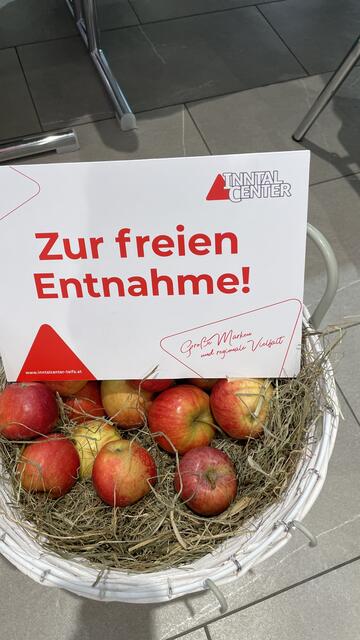 INNTAL
CENTER
Zur freien
Entnahme!
Große Marken
und regionale Vielfalt
www.inntalcenter-telfs.at